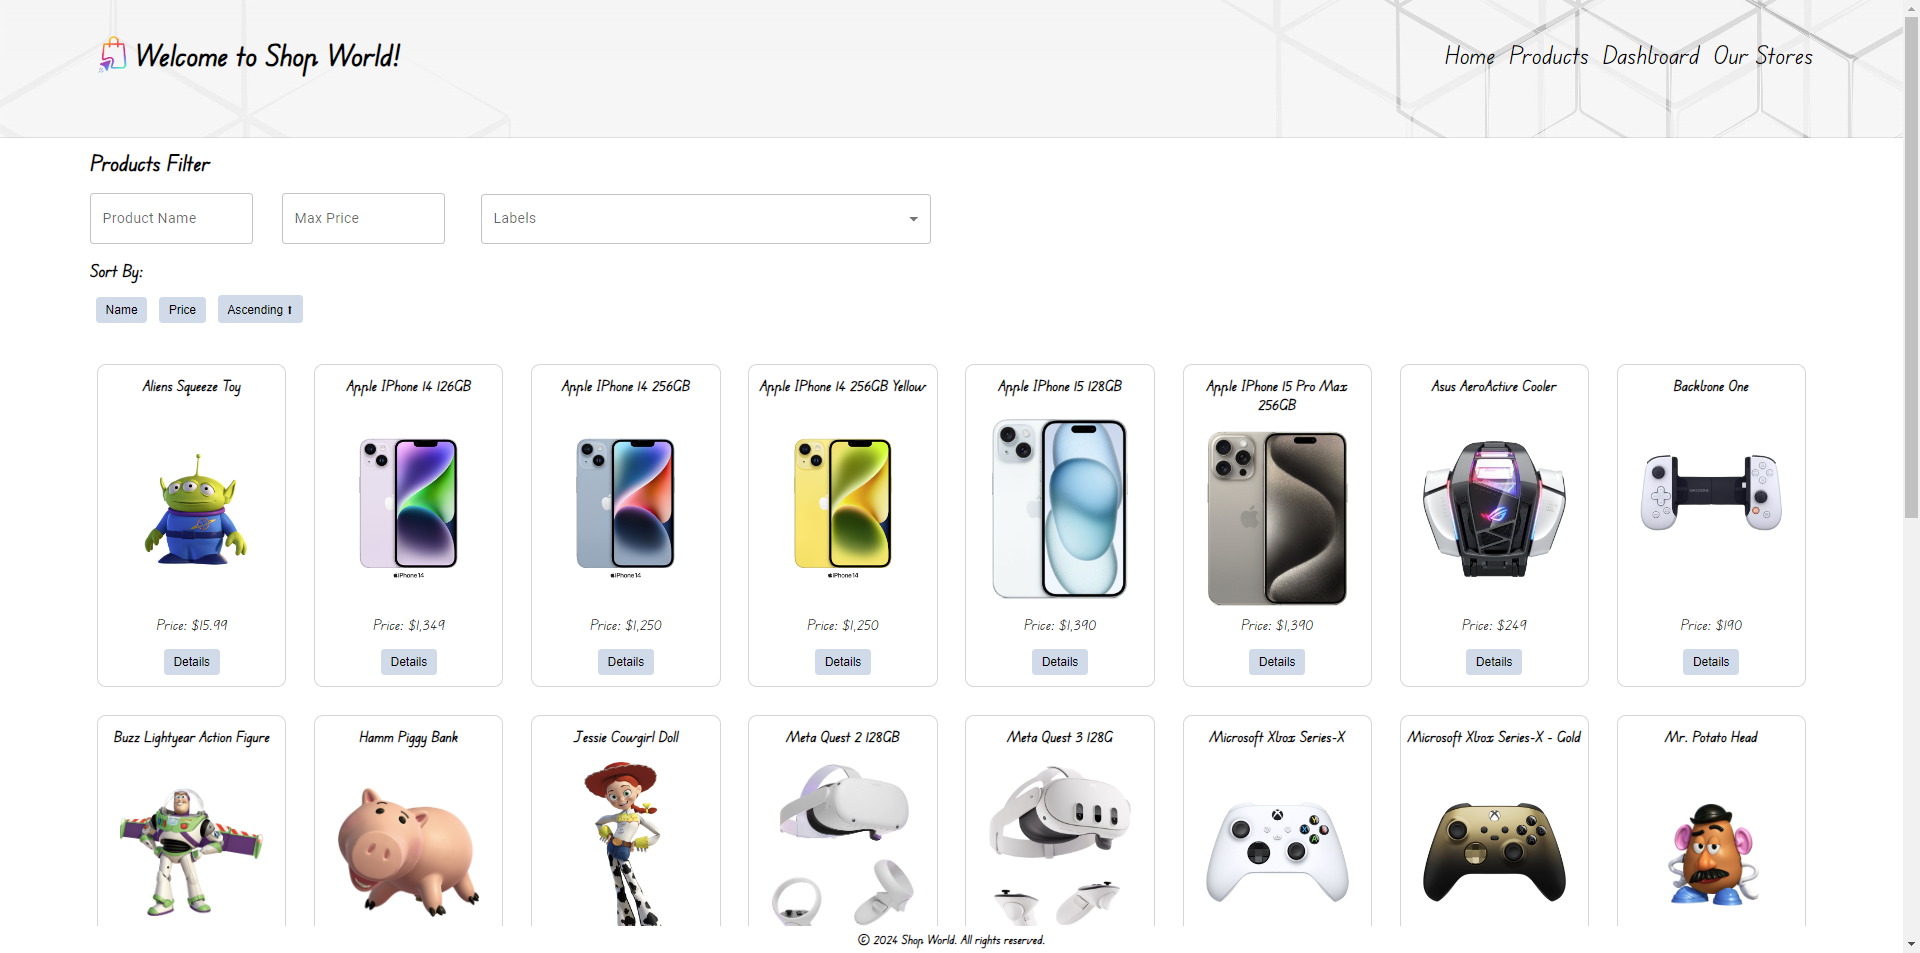 Welcome to Shop World!
Home Products Dashboard Our Stores
Products Filter
Product Name Max Price Labels
Sort By:
Name Price Ascending ⬆
Aliens Squeeze Toy
Apple IPhone 14 126GB
Apple IPhone 14 256GB
Apple IPhone 14 256GB Yellow
Apple IPhone 15 128GB
Apple IPhone 15 Pro Max
256GB
Asus AeroActive Cooler
Backbone One
iPhone 14
iPhone 14
iPhone 14
Price: $15.99
Price: $1,349
Price: $1,250
Price: $1,250
Price: $1,390
Price: $1,390
Price: $249
Price: $190
Details
Details
Details
Details
Details
Details
Details
Details
Buzz Lightyear Action Figure
Hamm Piggy Bank
Jessie Cowgirl Doll
Meta Quest 2 128GB
Meta Quest 3 128G
Microsoft Xbox Series-X
Microsoft Xbox Series-X - Gold
Mr. Potato Head
© 2024 Shop World. All rights reserved.